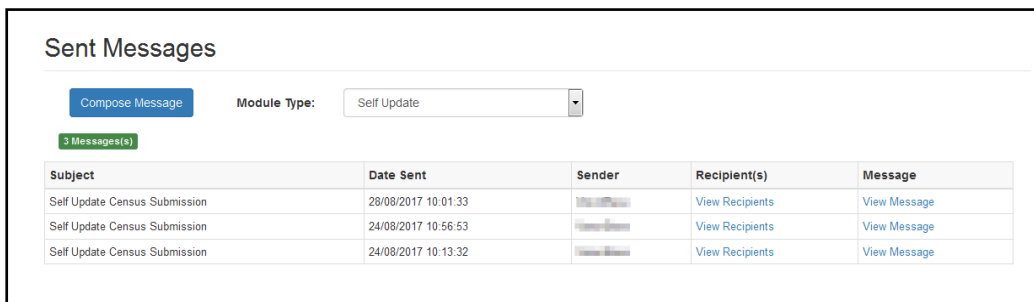 Sent Messages
Compose Message Module Type: Self Update
3 Messages(s)
Subject Date Sent Sender Recipient(s) Message
Self Update Census Submission 28/08/2017 10:01:33 View Recipients View Message
Self Update Census Submission 24/08/2017 10:56:53 View Recipients View Message
Self Update Census Submission 24/08/2017 10:13:32 View Recipients View Message